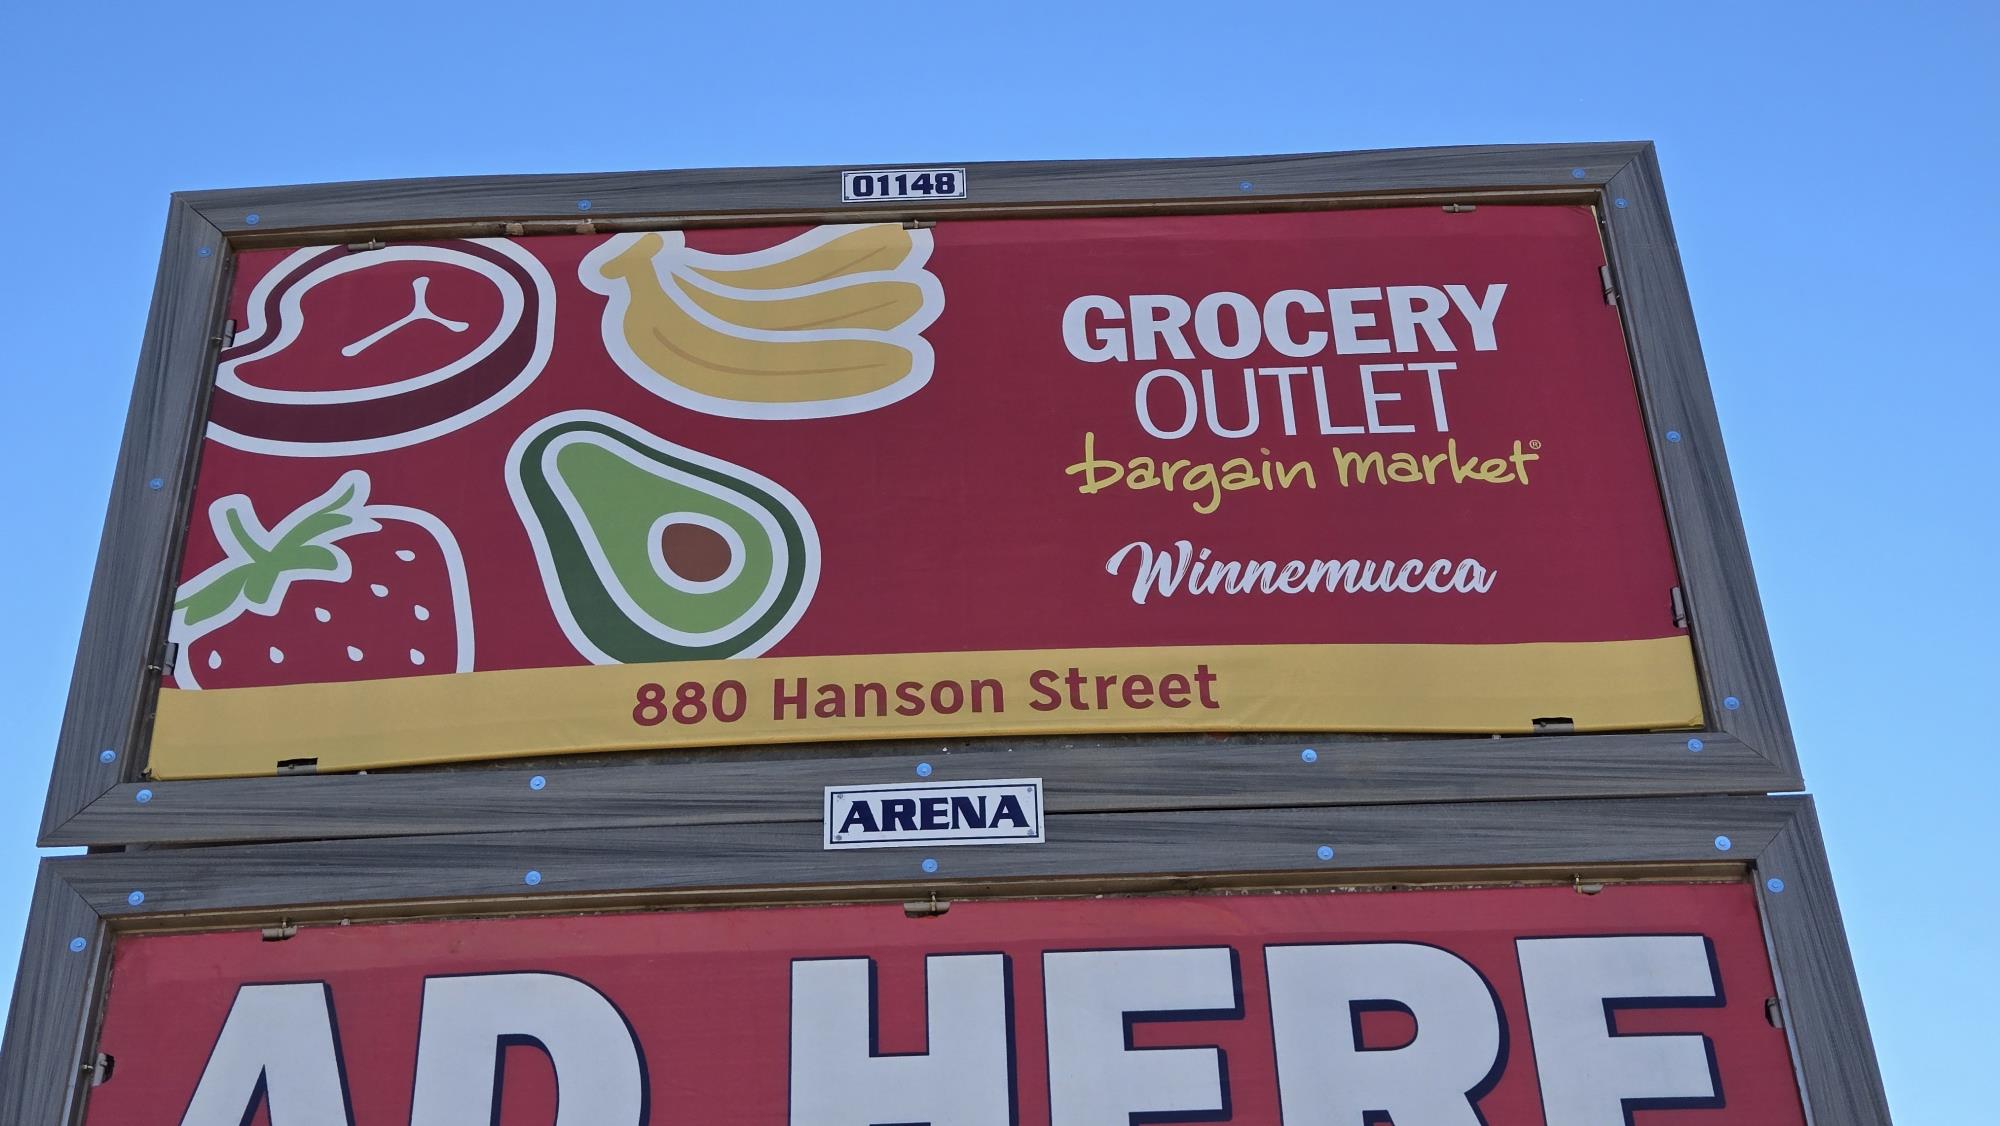 01148
GROCERY
OUTLET
bargain market®
Winnemucca
880 Hanson Street
ARENA
AD HERE